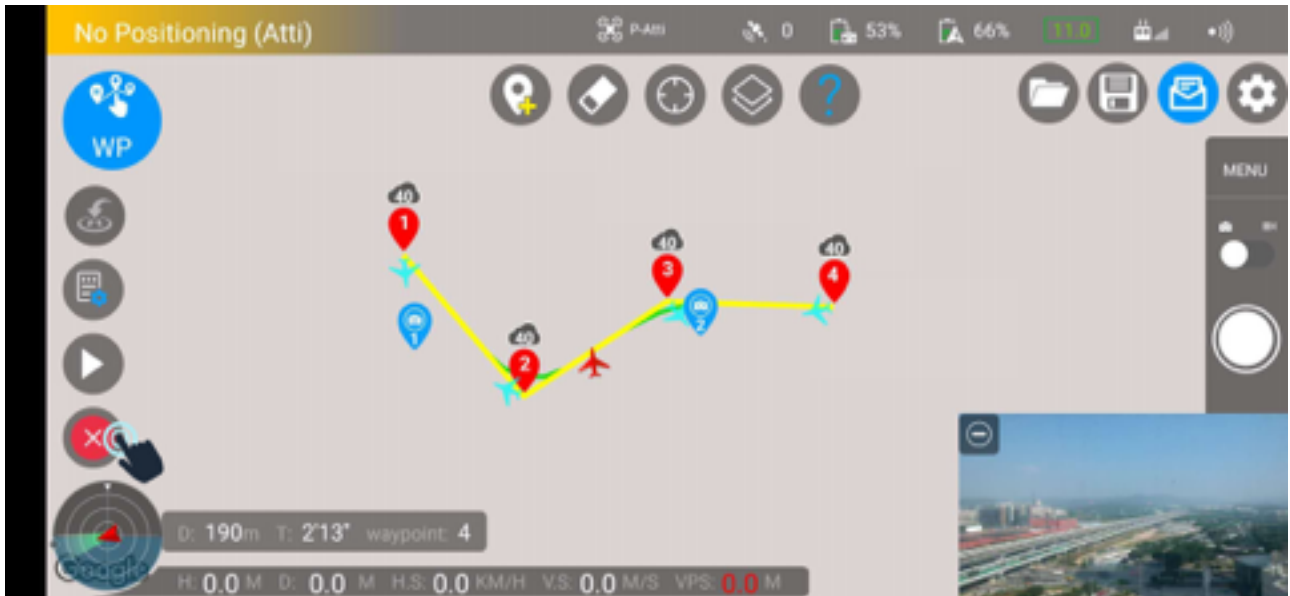 No Positioning (Atti) P-Atti 0 53% 66% 11.0
WP
MENU
40
1
40
3
40
4
1
2
40
2
D: 190m T: 2'13" waypoint: 4
Google
H: 0.0 M D: 0.0 M H.S: 0.0 KM/H V.S: 0.0 M/S VPS: 0.0 M